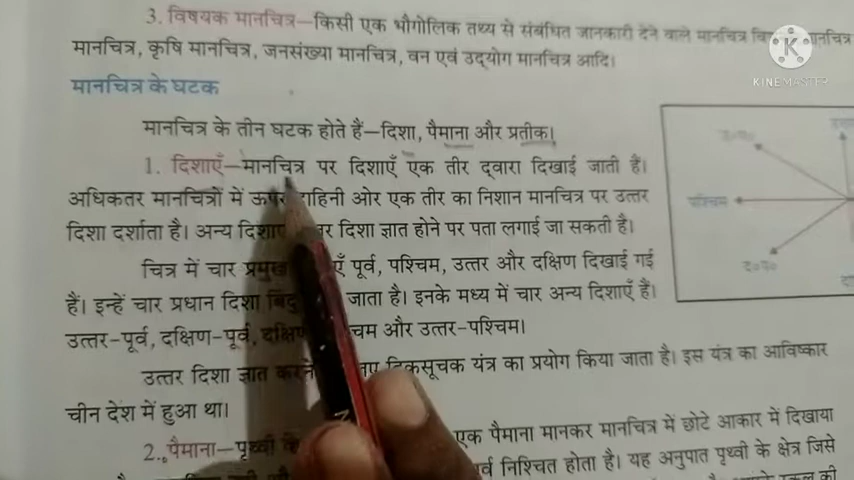 3. विषयक मानचित्र–किसी एक भौगोलिक तथ्य से संबंधित जानकारी देने वाले मानचित्र
मानचित्र, कृषि मानचित्र, जनसंख्या मानचित्र, वन एवं उद्योग मानचित्र आदि।
मानचित्र के घटक
मानचित्र के तीन घटक होते हैं–दिशा, पैमाना और प्रतीक।
1. दिशाएँ–मानचित्र पर दिशाएँ एक तीर द्वारा दिखाई जाती हैं।
अधिकतर मानचित्रों में ऊपर दाहिनी ओर एक तीर का निशान मानचित्र पर उत्तर
दिशा दर्शाता है। अन्य दिशाएँ ज्ञात होने पर पता लगाई जा सकती है।
चित्र में चार प्रमुख पूर्व, पश्चिम, उत्तर और दक्षिण दिखाई गई
हैं। इन्हें चार प्रधान दिशा बिंदु जाता है। इनके मध्य में चार अन्य दिशाएँ हैं।
उत्तर-पूर्व, दक्षिण-पूर्व, दक्षिण और उत्तर-पश्चिम।
उत्तर दिशा ज्ञात करने दिक्सूचक यंत्र का प्रयोग किया जाता है। इस यंत्र का आविष्कार
चीन देश में हुआ था।
2. पैमाना–पृथ्वी एक पैमाना मानकर मानचित्र में छोटे आकार में दिखाया
निश्चित होता है। यह अनुपात पृथ्वी के क्षेत्र जिसे
पश्चिम
द०प०
KINEMASTER